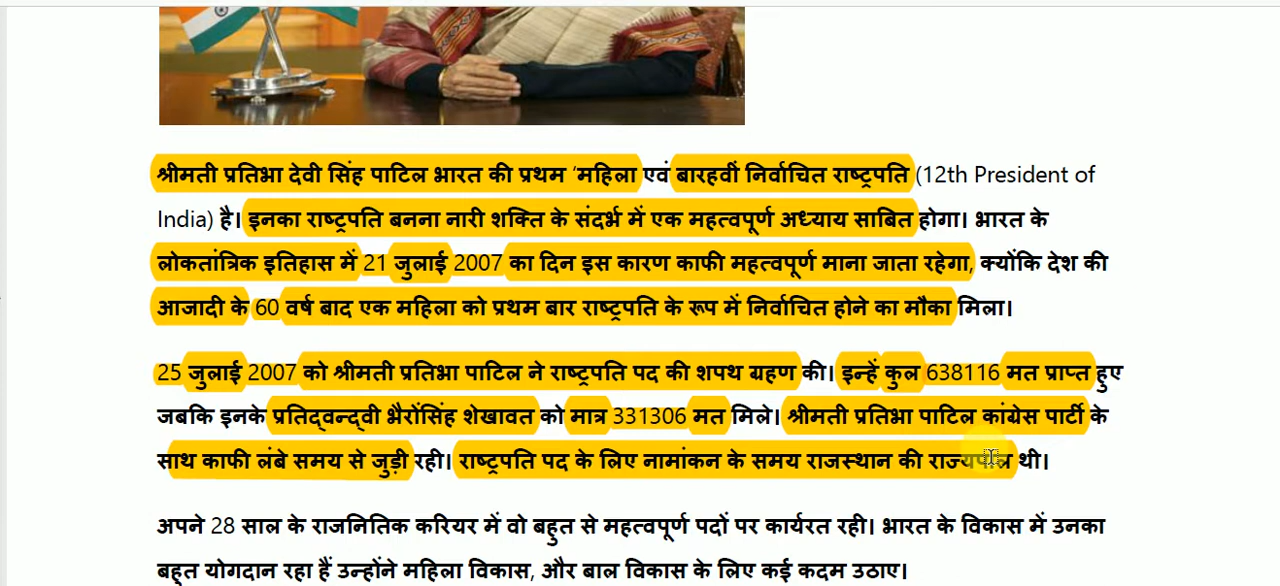 श्रीमती प्रतिभा देवी सिंह पाटिल भारत की प्रथम 'महिला एवं बारहवीं निर्वाचित राष्ट्रपति (12th President of
India) है। इनका राष्ट्रपति बनना नारी शक्ति के संदर्भ में एक महत्वपूर्ण अध्याय साबित होगा। भारत के
लोकतांत्रिक इतिहास में 21 जुलाई 2007 का दिन इस कारण काफी महत्वपूर्ण माना जाता रहेगा, क्योंकि देश की
आजादी के 60 वर्ष बाद एक महिला को प्रथम बार राष्ट्रपति के रूप में निर्वाचित होने का मौका मिला।
25 जुलाई 2007 को श्रीमती प्रतिभा पाटिल ने राष्ट्रपति पद की शपथ ग्रहण की। इन्हें कुल 638116 मत प्राप्त हुए
जबकि इनके प्रतिद्वन्द्वी भैरोंसिंह शेखावत को मात्र 331306 मत मिले। श्रीमती प्रतिभा पाटिल कांग्रेस पार्टी के
साथ काफी लंबे समय से जुड़ी रही। राष्ट्रपति पद के लिए नामांकन के समय राजस्थान की राज्यपाल थी।
अपने 28 साल के राजनितिक करियर में वो बहुत से महत्वपूर्ण पदों पर कार्यरत रही। भारत के विकास में उनका
बहुत योगदान रहा हैं उन्होंने महिला विकास, और बाल विकास के लिए कई कदम उठाए।